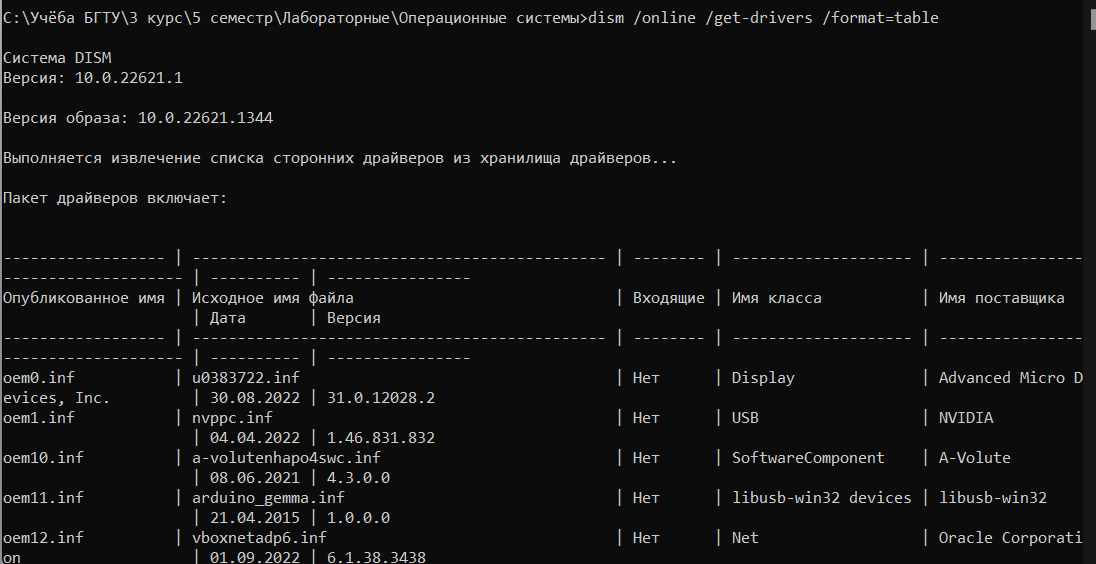 C:\Учёба БГТУ\3 курс\5 семестр\Лабораторные\Операционные системы>dism /online /get-drivers /format=table
Cистема DISM
Версия: 10.0.22621.1
Версия образа: 10.0.22621.1344
Выполняется извлечение списка сторонних драйверов из хранилища драйверов...
Пакет драйверов включает:
------------------ | ---------------------------------------------- | -------- | -------------------- | ----------------
-------------------- | ---------- | ----------------
Опубликованное имя | Исходное имя файла                             | Входящие | Имя класса           | Имя поставщика
                     | Дата       | Версия
------------------ | ---------------------------------------------- | -------- | -------------------- | ----------------
-------------------- | ---------- | ----------------
oem0.inf           | u0383722.inf                                   | Нет      | Display              | Advanced Micro D
evices, Inc.         | 30.08.2022 | 31.0.12028.2
oem1.inf           | nvppc.inf                                      | Нет      | USB                  | NVIDIA
                     | 04.04.2022 | 1.46.831.832
oem10.inf          | a-volutenhapo4swc.inf                          | Нет      | SoftwareComponent    | A-Volute
                     | 08.06.2021 | 4.3.0.0
oem11.inf          | arduino_gemma.inf                              | Нет      | libusb-win32 devices | libusb-win32
                     | 21.04.2015 | 1.0.0.0
oem12.inf          | vboxnetadp6.inf                                | Нет      | Net                  | Oracle Corporati
on                   | 01.09.2022 | 6.1.38.3438